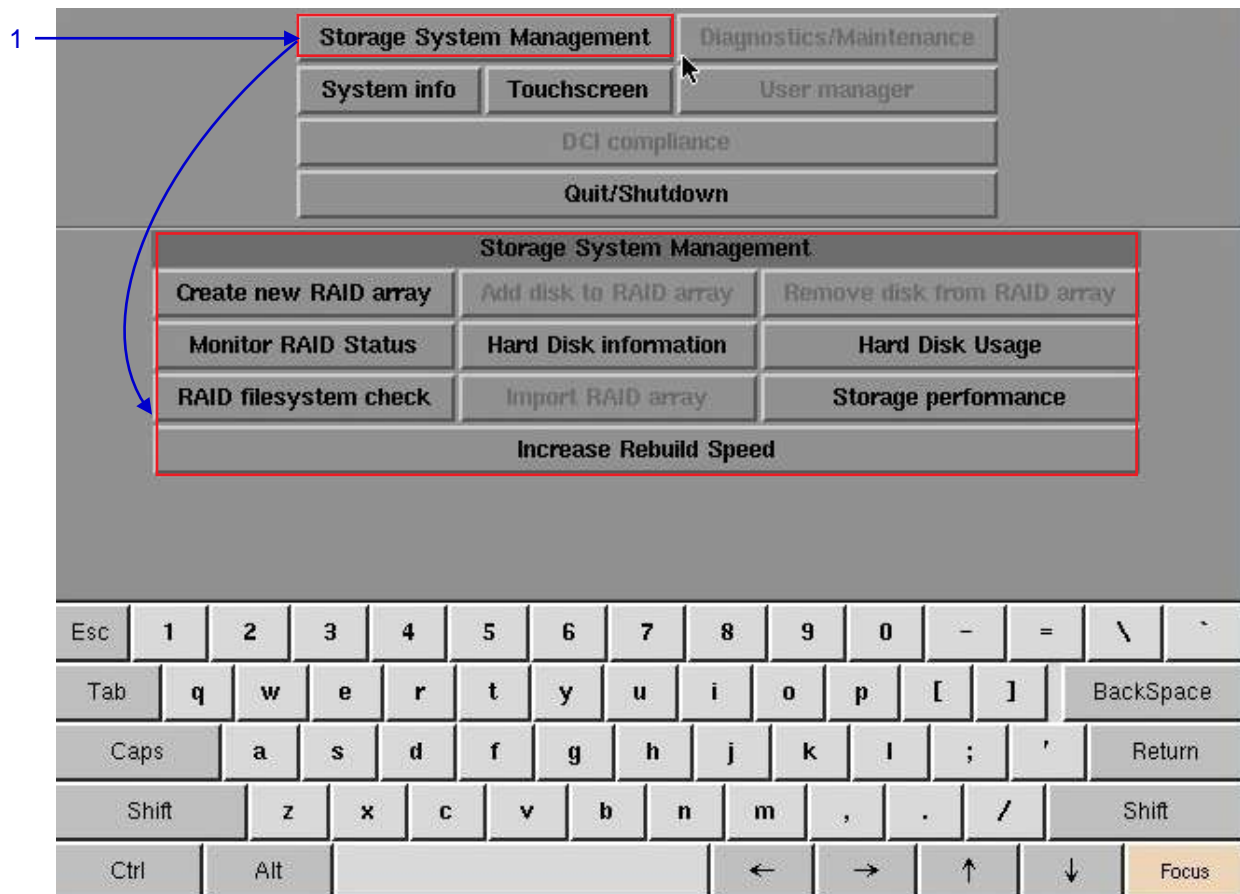 1
Storage System Management Diagnostics/Maintenance
System info Touchscreen User manager
DCI compliance
Quit/Shutdown
Storage System Management
Create new RAID array Add disk to RAID array Remove disk from RAID array
Monitor RAID Status Hard Disk information Hard Disk Usage
RAID filesystem check Import RAID array Storage performance
Increase Rebuild Speed
Esc 1 2 3 4 5 6 7 8 9 0 - = \ `
Tab q w e r t y u i o p [ ] BackSpace
Caps a s d f g h j k l ; ' Return
Shift z x c v b n m , . / Shift
Ctrl Alt ← → ↑ ↓ Focus